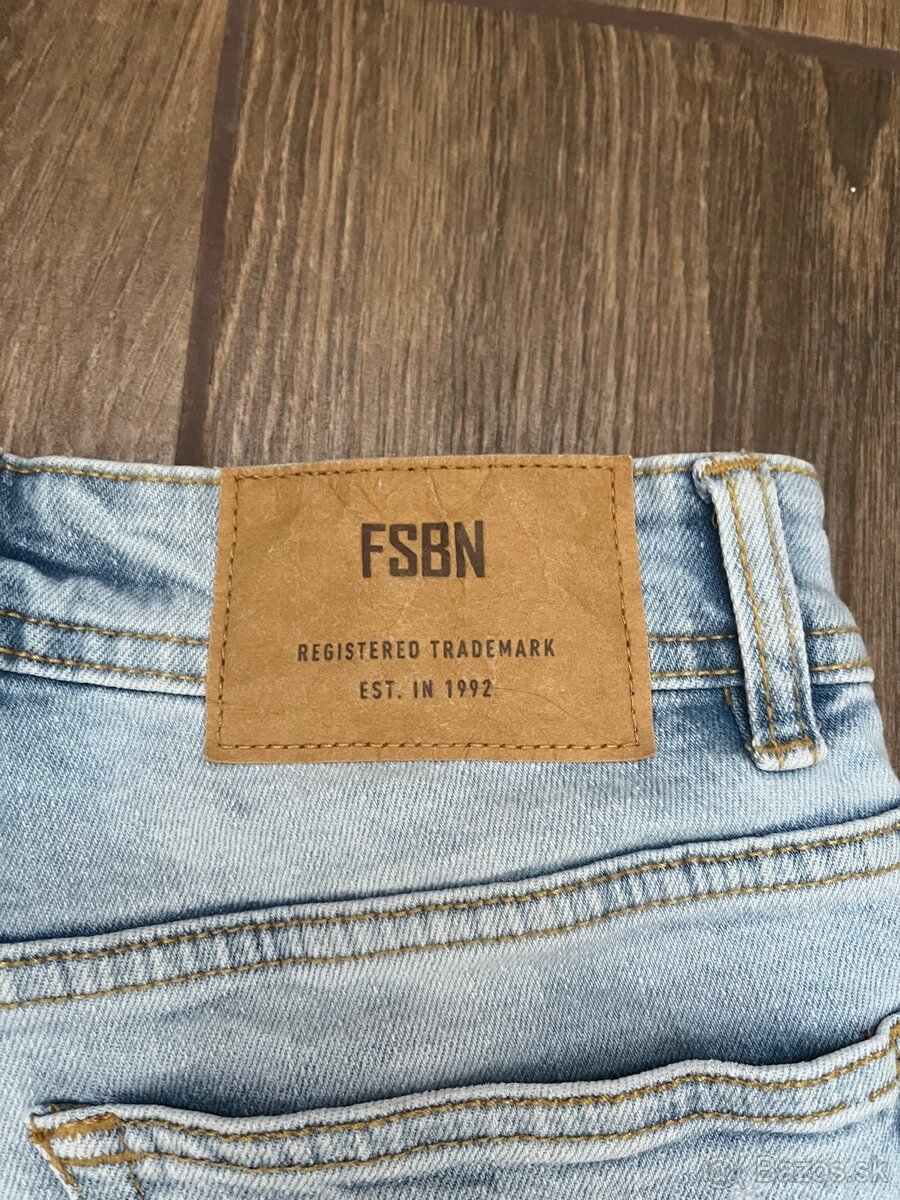 FSBN
REGISTERED TRADEMARK
EST. IN 1992
Bazos.sk